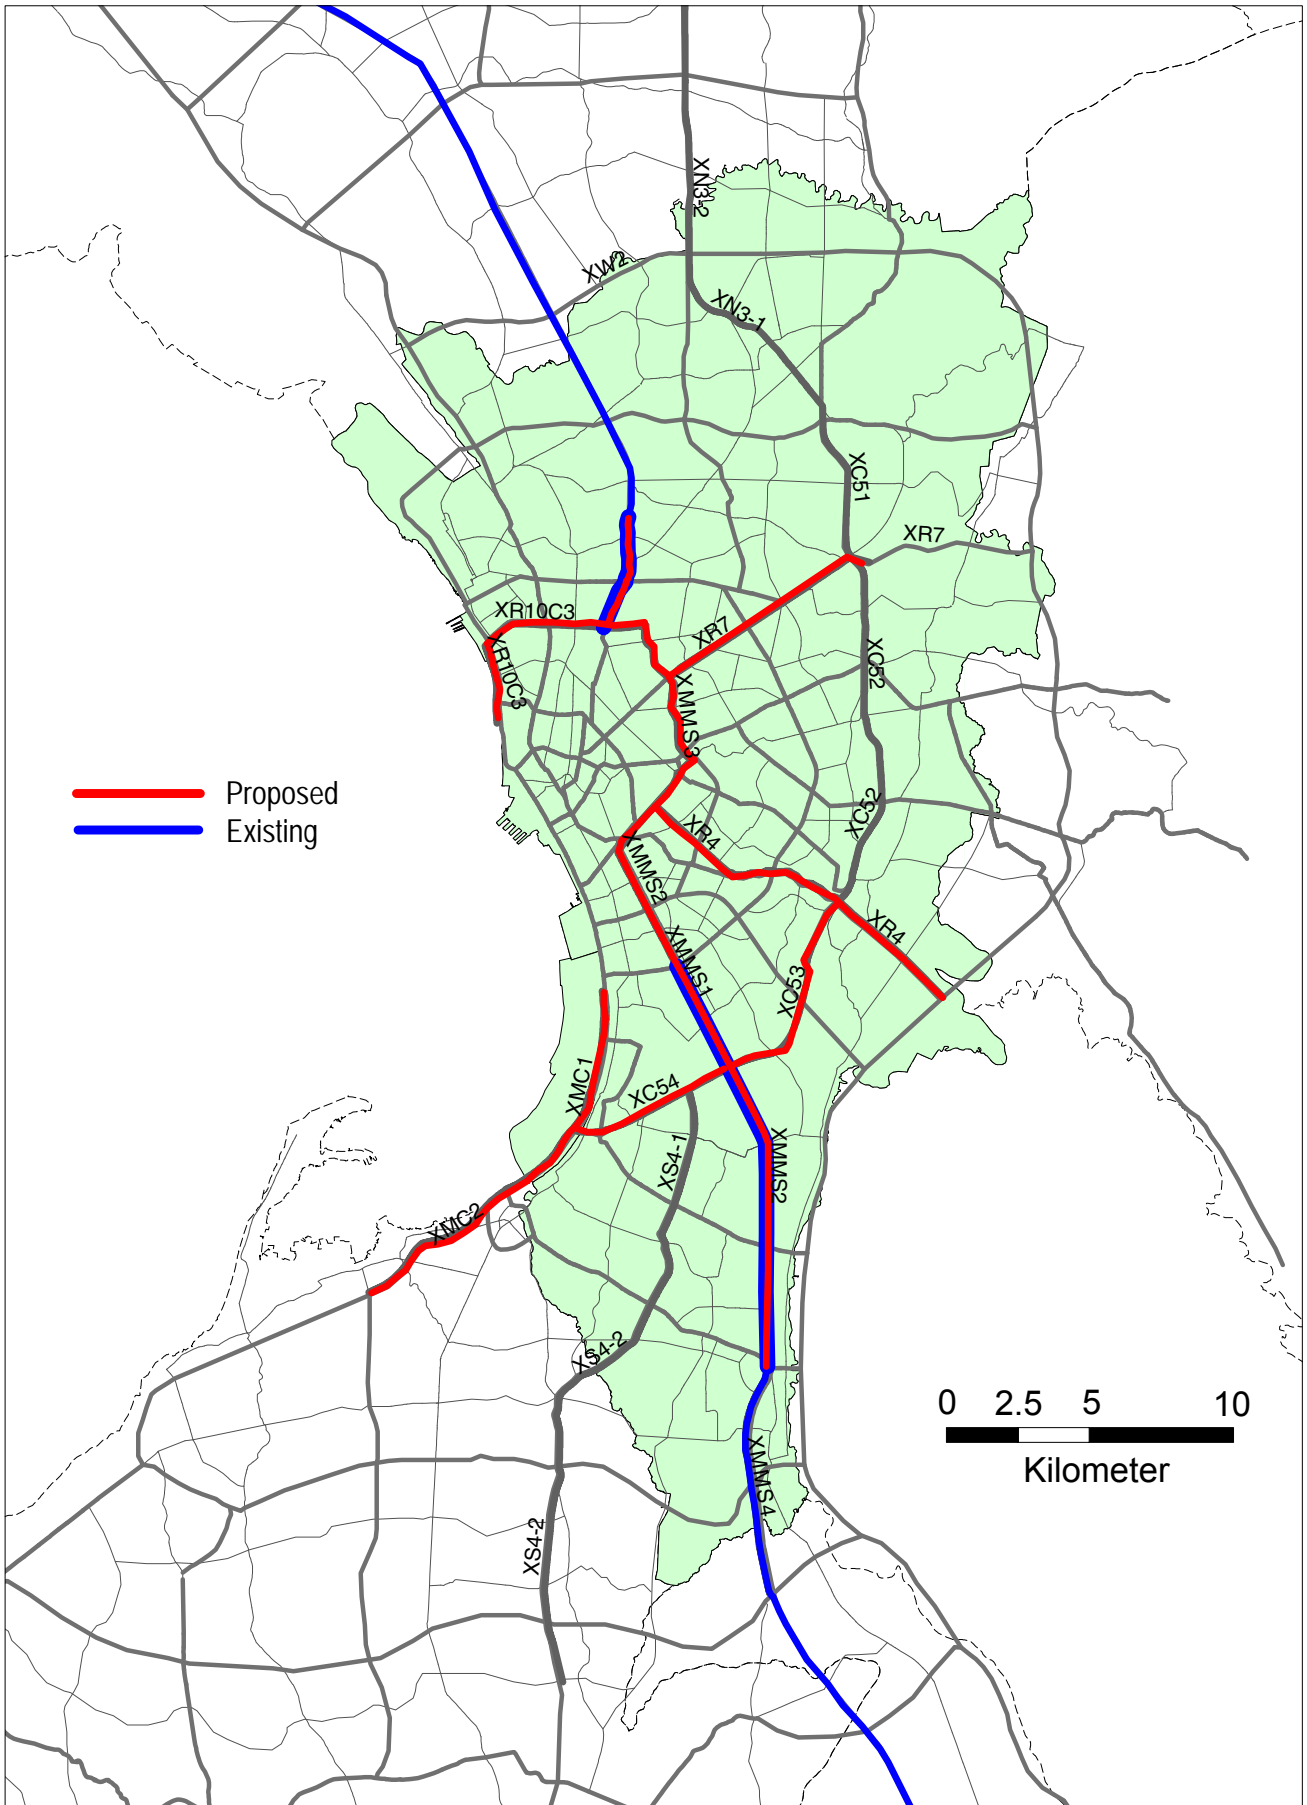 XN3-2
XW2
XN3-1
XC51
XR7
XR10C3
XR7
XR10C3
XC52
XMMS3
Proposed
Existing
XC52
XR4
XMMS2
XR4
XMMS1
XC53
XMC1
XC54
XS4-1
XMMS2
XMC2
XS4-2
0 2.5 5 10
Kilometer
XMMS4
XS4-2